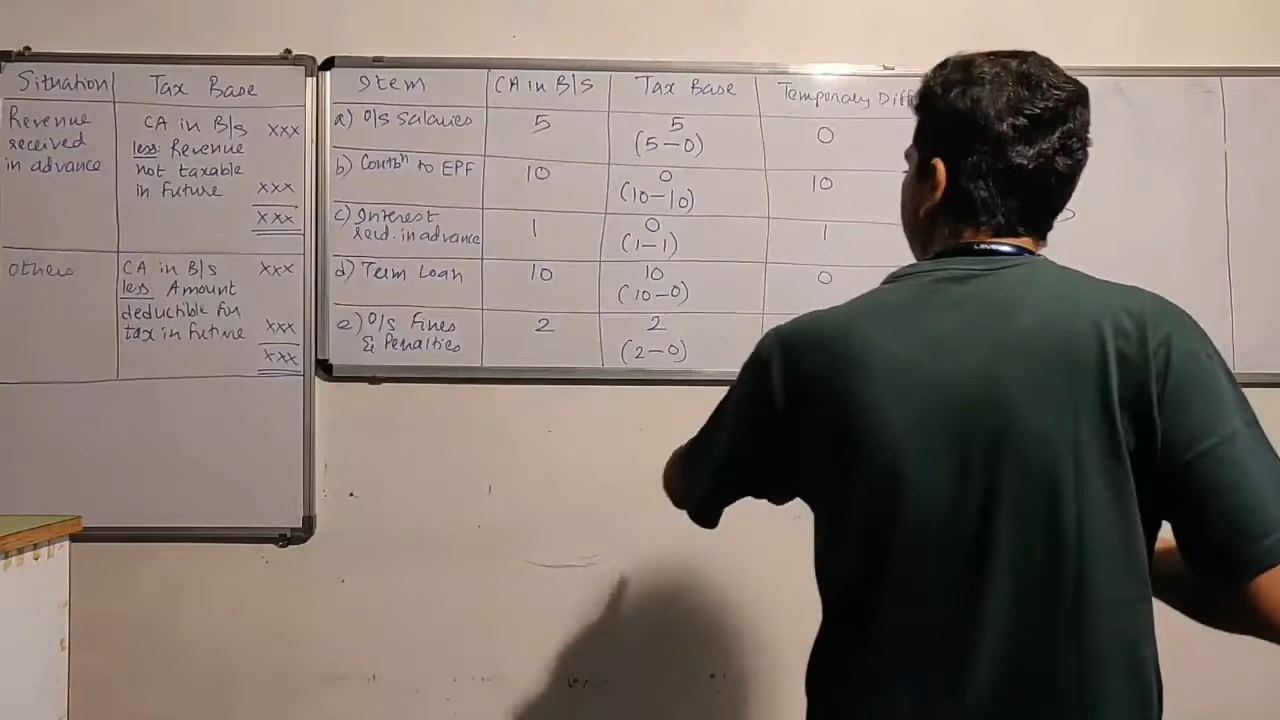 Situation
Tax Base
Revenue
received
in advance
CA in B/s xxx
less: Revenue
not taxable
in future xxx
xxx
Others
CA in B/s xxx
less: Amount
deductible for
tax in future xxx
xxx
Item
CA in B/S
Tax Base
Temporary Diff
a) O/s Salaries
5
5
(5-0)
0
b) Contbn to EPF
10
0
(10-10)
10
c) Interest
recd. in advance
1
0
(1-1)
1
d) Term Loan
10
10
(10-0)
0
e) O/s Fines
& Penalties
2
2
(2-0)